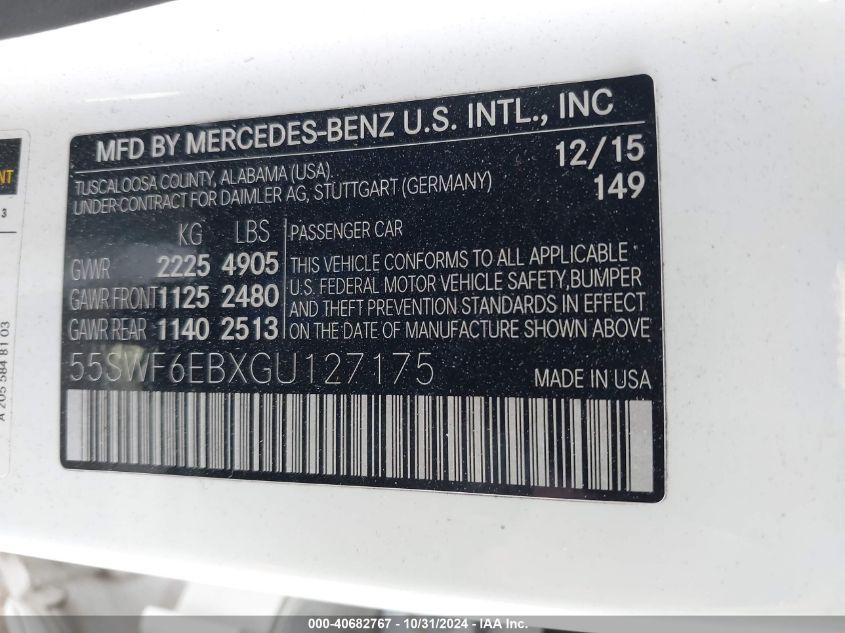 MFD BY MERCEDES-BENZ U.S. INTL., INC
TUSCALOOSA COUNTY, ALABAMA (USA)
UNDER CONTRACT FOR DAIMLER AG, STUTTGART (GERMANY)
12/15
149
KG LBS
GVWR 2225 4905
GAWR FRONT 1125 2480
GAWR REAR 1140 2513
PASSENGER CAR
THIS VEHICLE CONFORMS TO ALL APPLICABLE
U.S. FEDERAL MOTOR VEHICLE SAFETY, BUMPER
AND THEFT PREVENTION STANDARDS IN EFFECT
ON THE DATE OF MANUFACTURE SHOWN ABOVE
55SWF6EBXGU127175
MADE IN USA
3
A 205 584 81 03
000-40682767 - 10/31/2024 - IAA Inc.